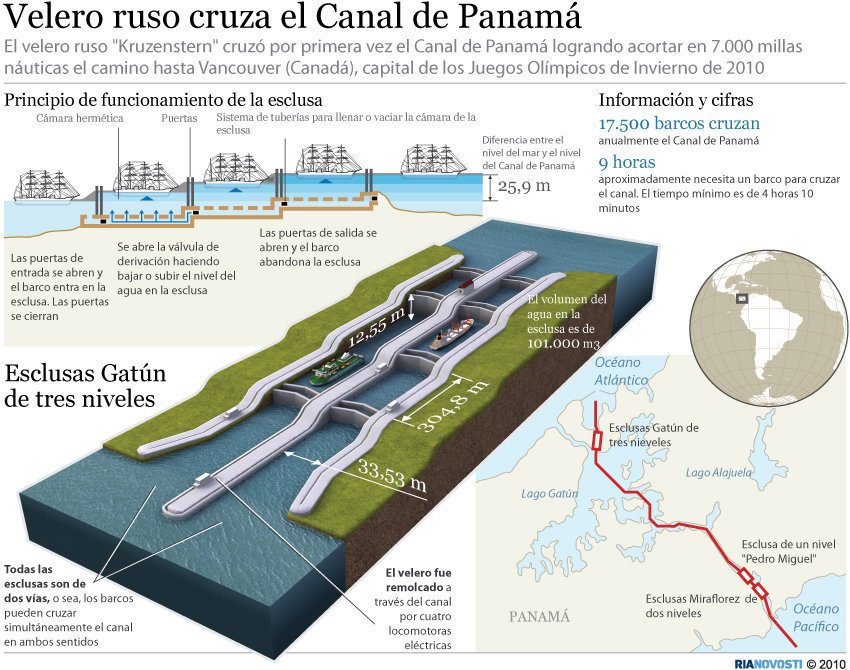 Velero ruso cruza el Canal de Panamá
El velero ruso "Kruzenstern" cruzó por primera vez el Canal de Panamá logrando acortar en 7.000 millas
náuticas el camino hasta Vancouver (Canadá), capital de los Juegos Olímpicos de Invierno de 2010
Principio de funcionamiento de la esclusa
Cámara hermética
Puertas
Sistema de tuberías para llenar o vaciar la cámara de la
esclusa
Diferencia entre el
nivel del mar y el nivel
del Canal de Panamá
25,9 m
Las puertas de
entrada se abren y
el barco entra en la
esclusa. Las puertas
se cierran
Se abre la válvula de
derivación haciendo
bajar o subir el nivel del
agua en la esclusa
Las puertas de salida se
abren y el barco
abandona la esclusa
Información y cifras
17.500 barcos cruzan
anualmente el Canal de Panamá
9 horas
aproximadamente necesita un barco para cruzar
el canal. El tiempo mínimo es de 4 horas 10
minutos
Esclusas Gatún
de tres niveles
12,55 m
El volumen del
agua en la
esclusa es de
101.000 m3
304,8 m
33,53 m
Todas las
esclusas son de
dos vías, o sea, los barcos
pueden cruzar
simultáneamente el canal
en ambos sentidos
El velero fue
remolcado a
través del canal
por cuatro
locomotoras
eléctricas
Océano
Atlántico
Esclusas Gatún de
tres nieveles
Lago Alajuela
Lago Gatún
Esclusa de un nivel
"Pedro Miguel"
Esclusas Miraflorez de
dos niveles
PANAMÁ
Océano
Pacífico
RIANOVOSTI © 2010